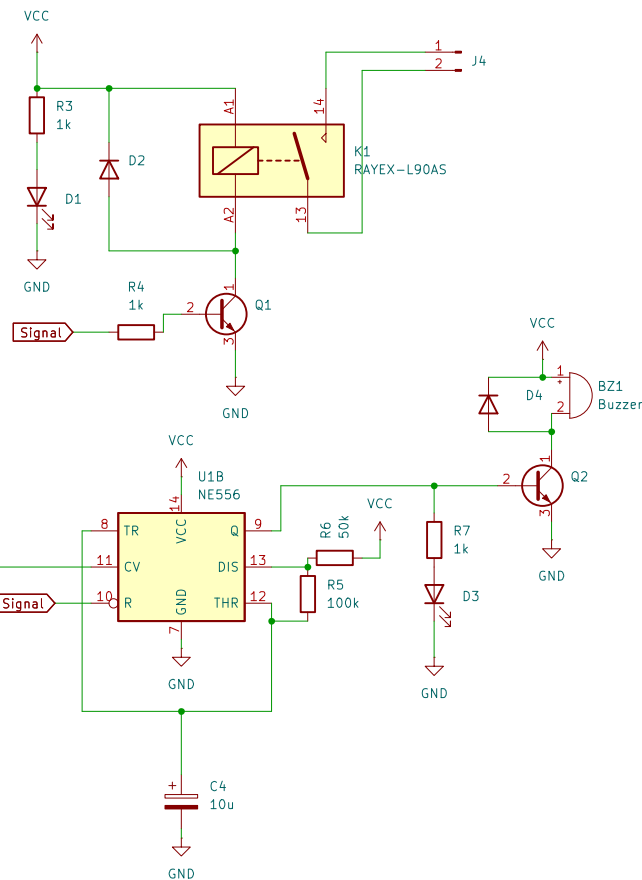 VCC
1
2
J4
R3
1k
A1
14
K1
RAYEX-L90AS
D2
D1
A2
13
GND
R4
1k
1
Q1
2
Signal
3
GND
VCC
1
+
2
D4
BZ1
Buzzer
1
Q2
2
3
GND
VCC
U1B
NE556
14
8
TR
VCC
Q
9
R6
50k
VCC
R7
1k
11
CV
DIS
13
R5
100k
Signal
10
R
GND
THR
12
D3
7
GND
GND
+
C4
10u
GND